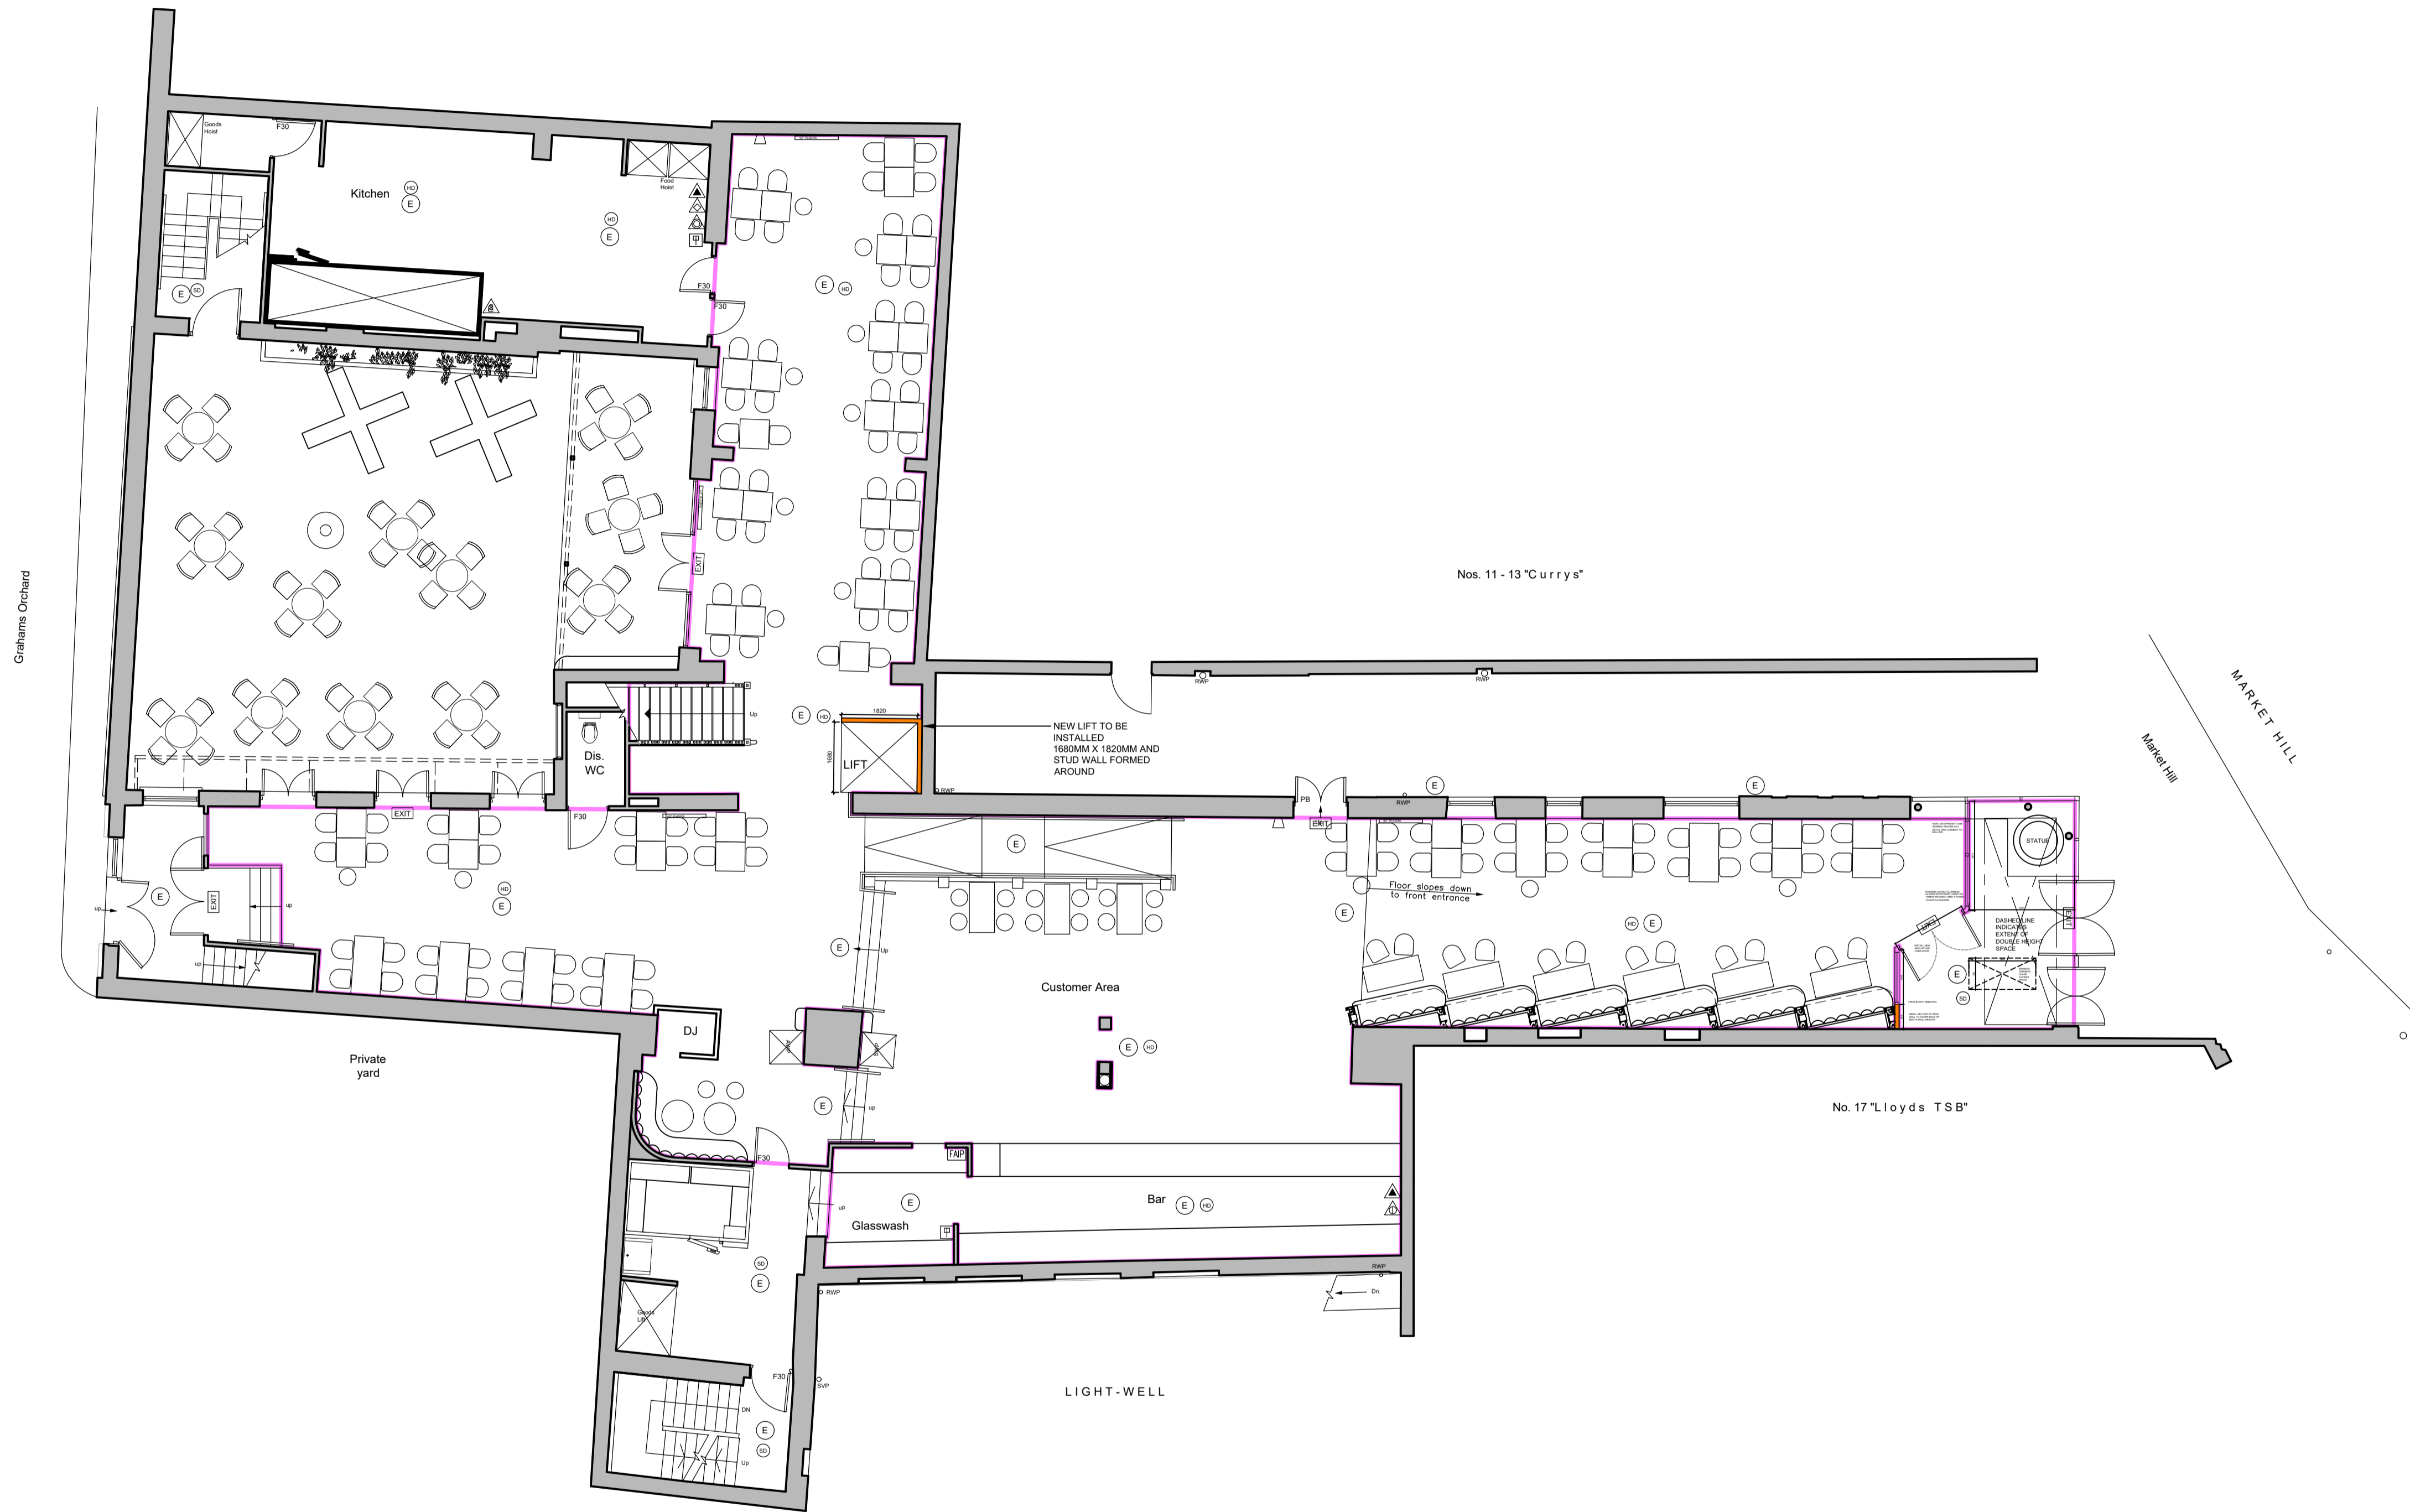 Goods
Hoist
F30
Kitchen
HD
E
HD
E
Food
Hoist
F30
F30
E
SD
E
HD
Grahams Orchard
EXIT
Nos. 11 - 13 "C u r r y s"
MARKET HILL
Market Hill
RWP
RWP
Up
E
HD
1820
1680
LIFT
NEW LIFT TO BE
INSTALLED
1680MM X 1820MM AND
STUD WALL FORMED
AROUND
Dis.
WC
RWP
PB
RWP
E
E
EXIT
F30
EXIT
E
STATUE
up
E
EXIT
up
HD
E
Floor slopes down
to front entrance
E
HD
E
EXIT
DASHED LINE
INDICATES
EXTENT OF
DOUBLE HEIGHT
SPACE
EXIT
E
SD
up
E
Up
Customer Area
DJ
E
HD
Private
yard
E
up
No. 17 "L l o y d s   T S B"
F30
FAIP
up
E
Glasswash
Bar
E
HD
SD
E
RWP
RWP
Dn.
Goods
Lift
F30
SVP
DN
E
SD
Up
LIGHT-WELL